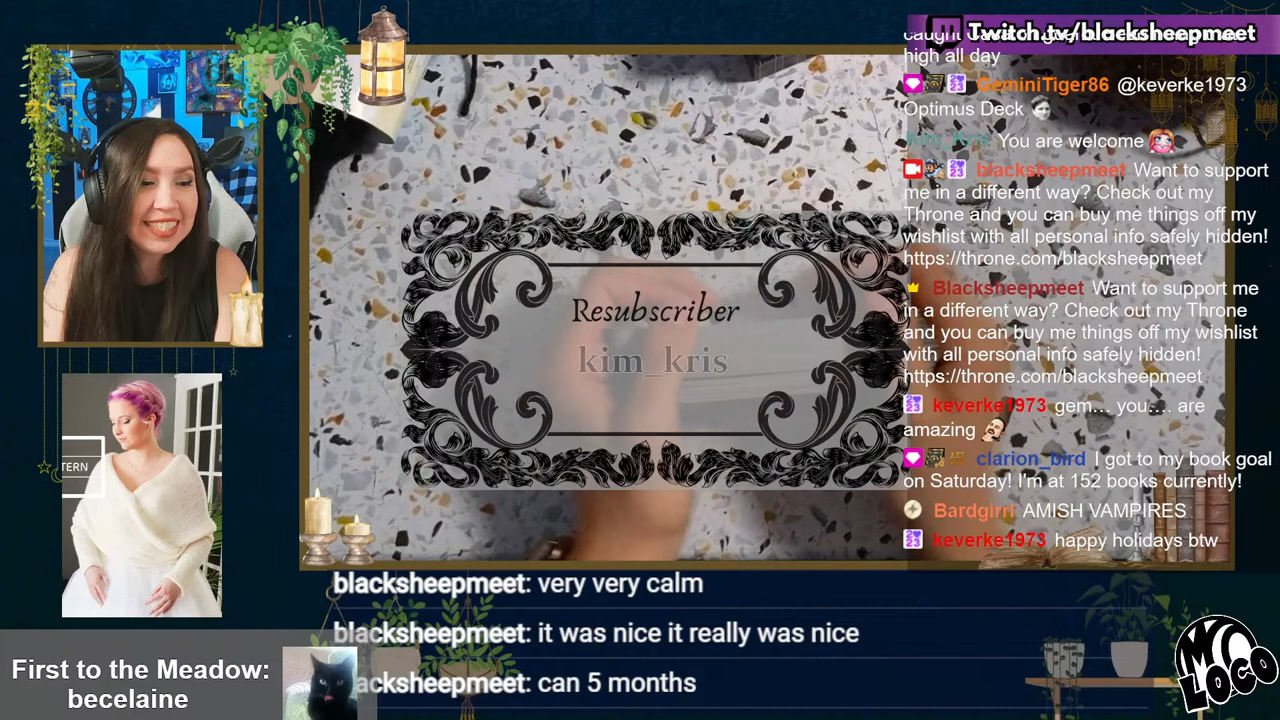 Twitch.tv/blacksheepmeet
high all day
GeminiTiger86 @keverke1973
Optimus Deck
kim_kris You are welcome
blacksheepmeet Want to support
me in a different way? Check out my
Throne and you can buy me things off my
wishlist with all personal info safely hidden!
https://throne.com/blacksheepmeet
Blacksheepmeet Want to support me
in a different way? Check out my Throne
and you can buy me things off my wishlist
with all personal info safely hidden!
https://throne.com/blacksheepmeet
keverke1973 gem... you.... are
amazing
clarion_bird I got to my book goal
on Saturday! I'm at 152 books currently!
Bardgirrl AMISH VAMPIRES
keverke1973 happy holidays btw
Resubscriber
kim_kris
TERN
blacksheepmeet: very very calm
blacksheepmeet: it was nice it really was nice
acksheepmeet: can 5 months
First to the Meadow:
becelaine
MC
LOCO